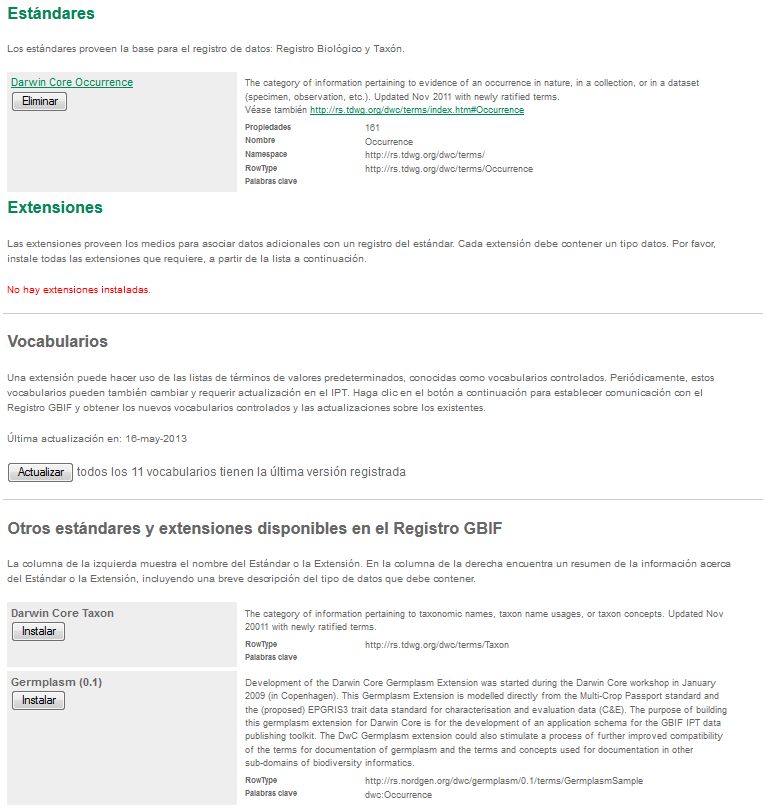 Estándares
Los estándares proveen la base para el registro de datos: Registro Biológico y Taxón.
Darwin Core Occurrence
Eliminar
The category of information pertaining to evidence of an occurrence in nature, in a collection, or in a dataset
(specimen, observation, etc.). Updated Nov 2011 with newly ratified terms.
Véase también http://rs.tdwg.org/dwc/terms/index.htm#Occurrence
Propiedades 161
Nombre Occurrence
Namespace http://rs.tdwg.org/dwc/terms/
RowType http://rs.tdwg.org/dwc/terms/Occurrence
Palabras clave
Extensiones
Las extensiones proveen los medios para asociar datos adicionales con un registro del estándar. Cada extensión debe contener un tipo datos. Por favor,
instale todas las extensiones que requiere, a partir de la lista a continuación.
No hay extensiones instaladas.
Vocabularios
Una extensión puede hacer uso de las listas de términos de valores predeterminados, conocidas como vocabularios controlados. Periódicamente, estos
vocabularios pueden también cambiar y requerir actualización en el IPT. Haga clic en el botón a continuación para establecer comunicación con el
Registro GBIF y obtener los nuevos vocabularios controlados y las actualizaciones sobre los existentes.
Última actualización en: 16-may-2013
Actualizar todos los 11 vocabularios tienen la última versión registrada
Otros estándares y extensiones disponibles en el Registro GBIF
La columna de la izquierda muestra el nombre del Estándar o la Extensión. En la columna de la derecha encuentra un resumen de la información acerca
del Estándar o la Extensión, incluyendo una breve descripción del tipo de datos que debe contener.
Darwin Core Taxon
Instalar
The category of information pertaining to taxonomic names, taxon name usages, or taxon concepts. Updated Nov
20011 with newly ratified terms.
RowType http://rs.tdwg.org/dwc/terms/Taxon
Palabras clave
Germplasm (0.1)
Instalar
Development of the Darwin Core Germplasm Extension was started during the Darwin Core workshop in January
2009 (in Copenhagen). This Germplasm Extension is modelled directly from the Multi-Crop Passport standard and
the (proposed) EPGRIS3 trait data standard for characterisation and evaluation data (C&E). The purpose of building
this germplasm extension for Darwin Core is for the development of an application schema for the GBIF IPT data
publishing toolkit. The DwC Germplasm extension could also stimulate a process of further improved compatibility
of the terms for documentation of germplasm and the terms and concepts used for documentation in other
sub-domains of biodiversity informatics.
RowType http://rs.nordgen.org/dwc/germplasm/0.1/terms/GermplasmSample
Palabras clave dwc:Occurrence